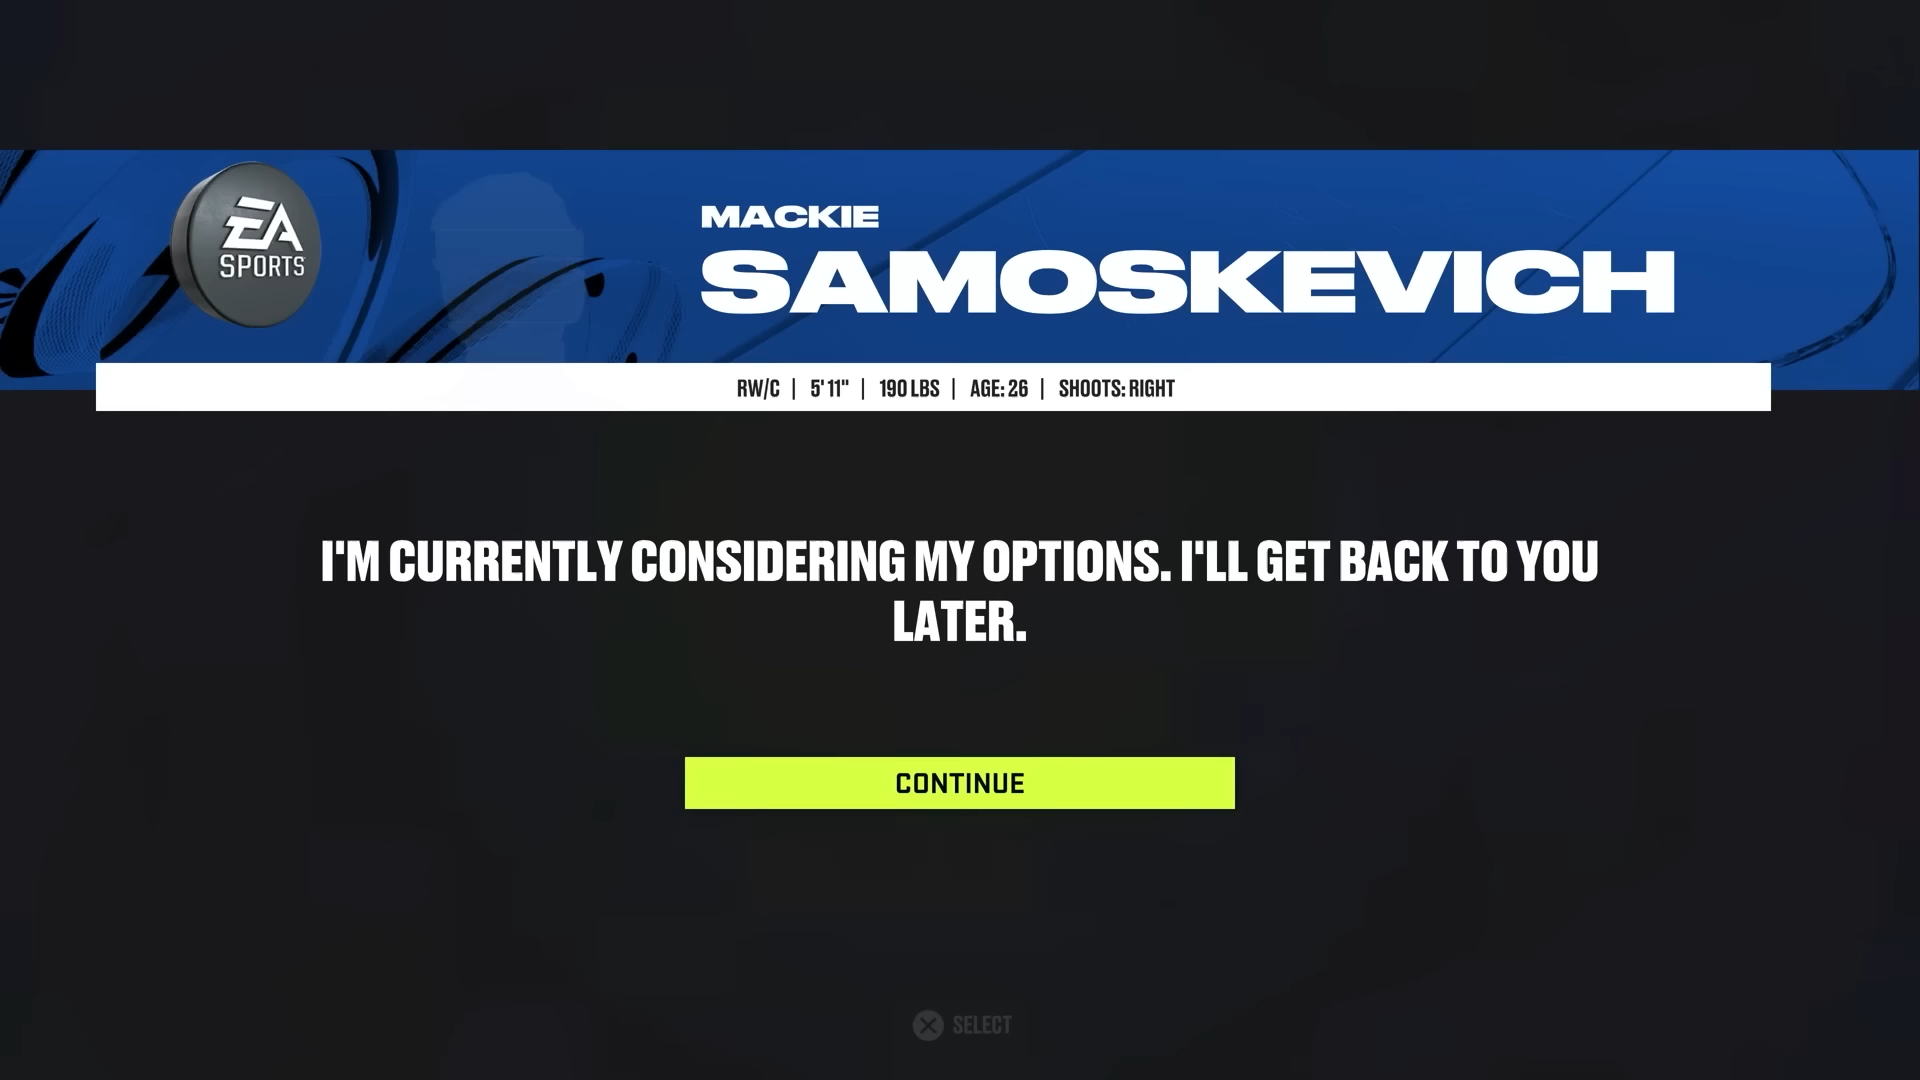 EA
SPORTS
MACKIE
SAMOSKEVICH
RW/C | 5'11" | 190 LBS | AGE: 26 | SHOOTS: RIGHT
I'M CURRENTLY CONSIDERING MY OPTIONS. I'LL GET BACK TO YOU
LATER.
CONTINUE
SELECT